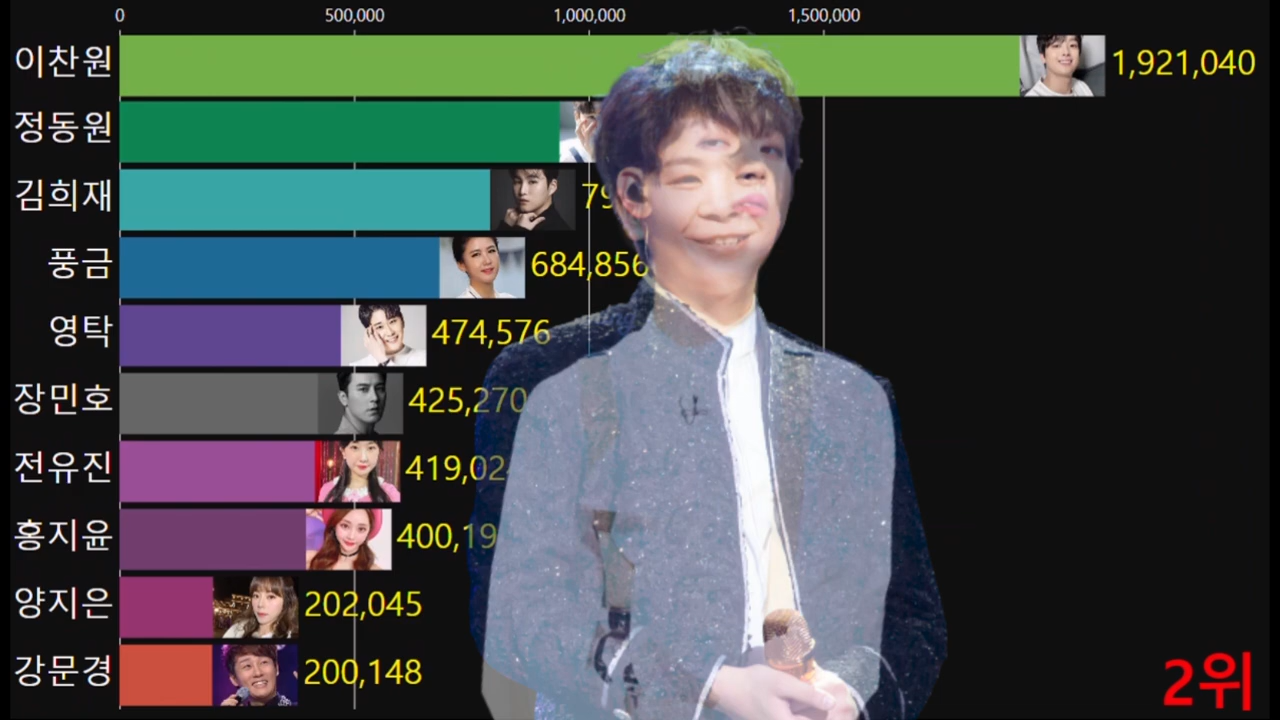 0 500,000 1,000,000 1,500,000
이찬원 1,921,040
정동원
김희재
풍금 684,856
영탁 474,576
장민호 425,270
전유진
홍지윤
양지은 202,045
강문경 200,148
2위